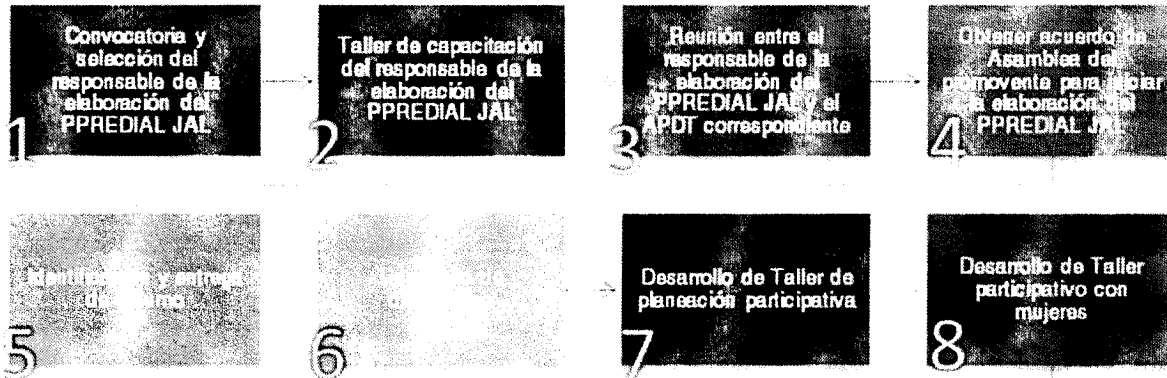 Convocatoria y
selección del
responsable de la
elaboración del
PPREDIAL JAL
1
Taller de capacitación
del responsable de la
elaboración del
PPREDIAL JAL
2
Reunión entre el
responsable de la
elaboración del
PPREDIAL JAL y el
APDT correspondiente
3
Obtener acuerdo de
Asamblea del
promovente para iniciar
la elaboración del
PPREDIAL JAL
4
y entrega
5
de
6
Desarrollo de Taller de
planeación participativa
7
Desarrollo de Taller
participativo con
mujeres
8